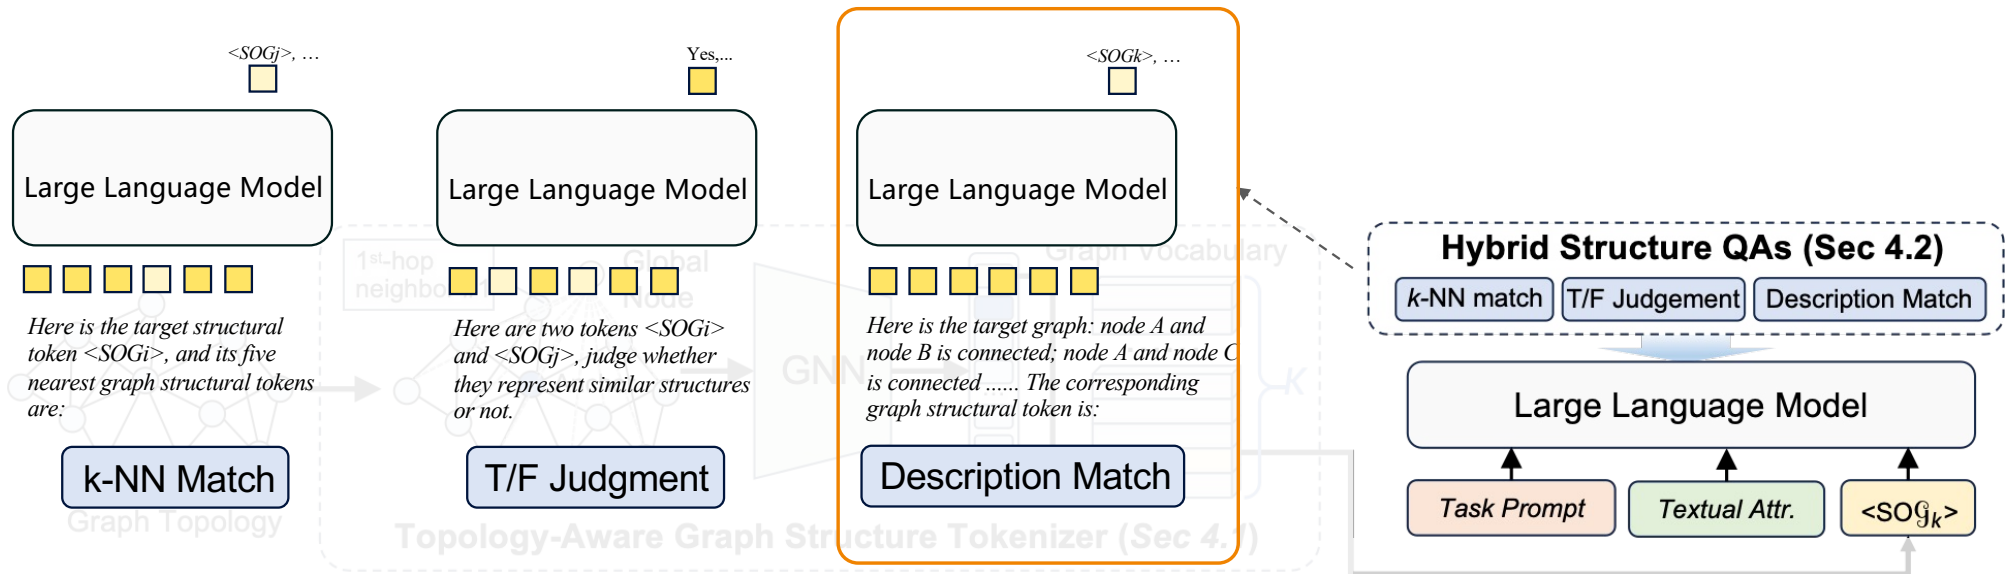 <SOGj>, ...
Large Language Model
Here is the target structural
token <SOGi>, and its five
nearest graph structural tokens
are:
k-NN Match
Yes,...
Large Language Model
Here are two tokens <SOGi>
and <SOGj>, judge whether
they represent similar structures
or not.
T/F Judgment
<SOGk>, ...
Large Language Model
Here is the target graph: node A and
node B is connected; node A and node C
is connected ...... The corresponding
graph structural token is:
Description Match
Hybrid Structure QAs (Sec 4.2)
k-NN match
T/F Judgement
Description Match
Large Language Model
Task Prompt
Textual Attr.
<SOGk>
1st-hop
Global
Node
GNN
Graph Vocabulary
K
Graph Topology
Topology-Aware Graph Structure Tokenizer (Sec 4.1)